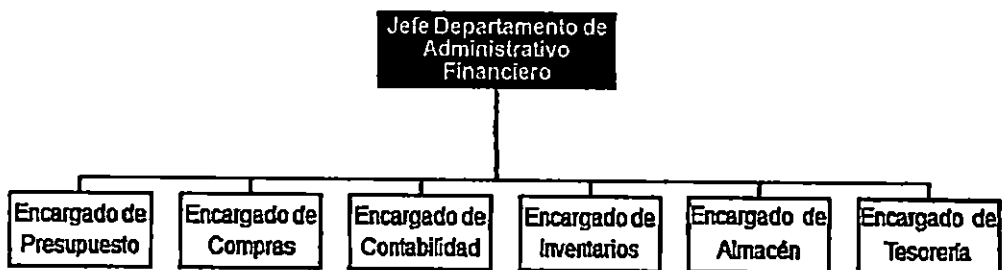 Jefe Departamento de
Administrativo
Financiero
Encargado de
Presupuesto
Encargado de
Compras
Encargado de
Contabilidad
Encargado de
Inventarios
Encargado de
Almacén
Encargado de
Tesorería